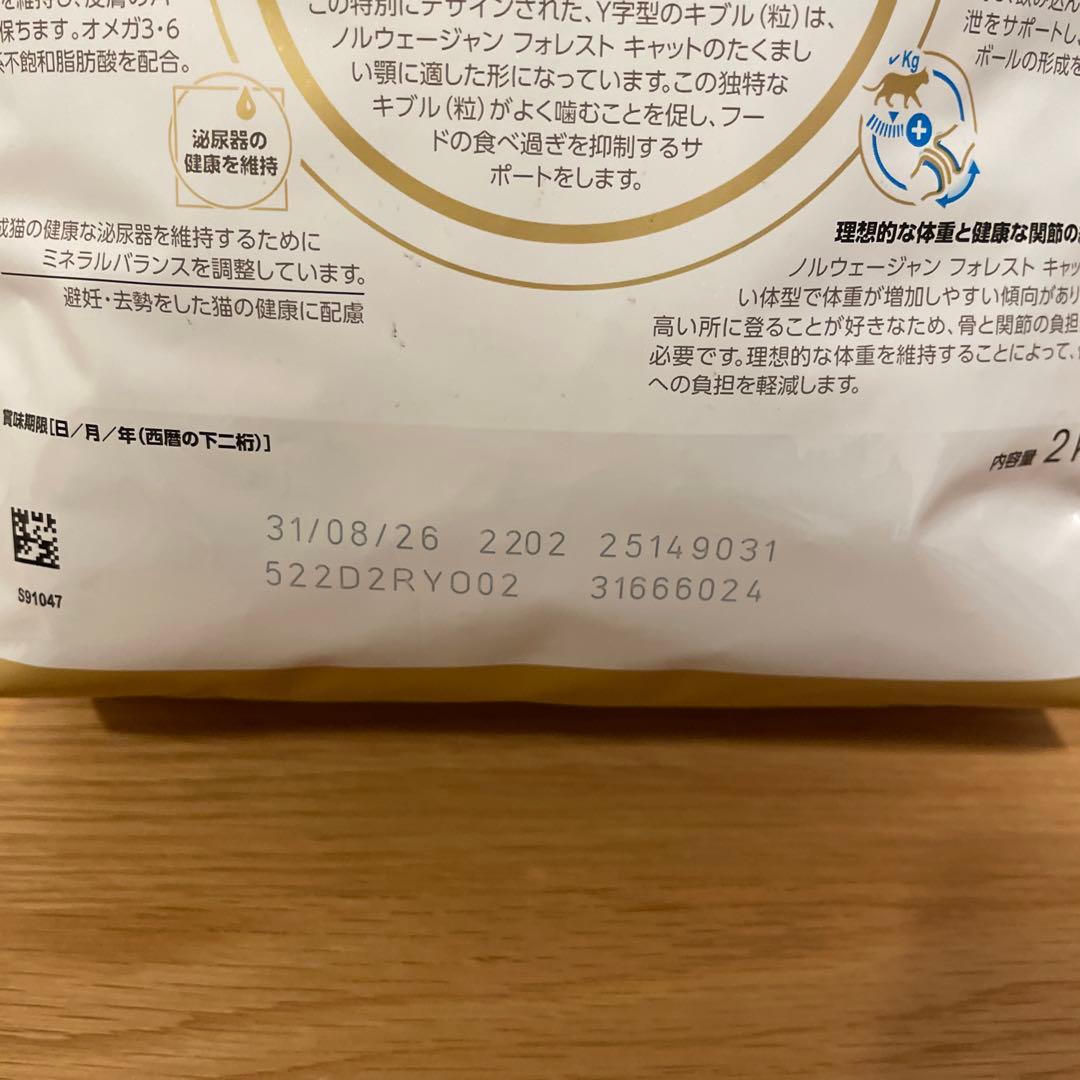 保ちます。オメガ3・6
不飽和脂肪酸を配合。
この特別にデザインされた、Y字型のキブル(粒)は、
ノルウェージャン フォレスト キャットのたくまし
い顎に適した形になっています。この独特な
キブル(粒)がよく噛むことを促し、フー
ドの食べ過ぎを抑制するサ
ポートをします。
泄をサポートし
ボールの形成を
Kg
泌尿器の
健康を維持
成猫の健康な泌尿器を維持するために
ミネラルバランスを調整しています。
避妊・去勢をした猫の健康に配慮
理想的な体重と健康な関節の
ノルウェージャン フォレスト キャッ
い体型で体重が増加しやすい傾向があり
高い所に登ることが好きなため、骨と関節の負担
必要です。理想的な体重を維持することによって、
への負担を軽減します。
賞味期限[日/月/年(西暦の下二桁)]
内容量 2
31/08/26 2202 25149031
522D2RYO02 31666024
S91047